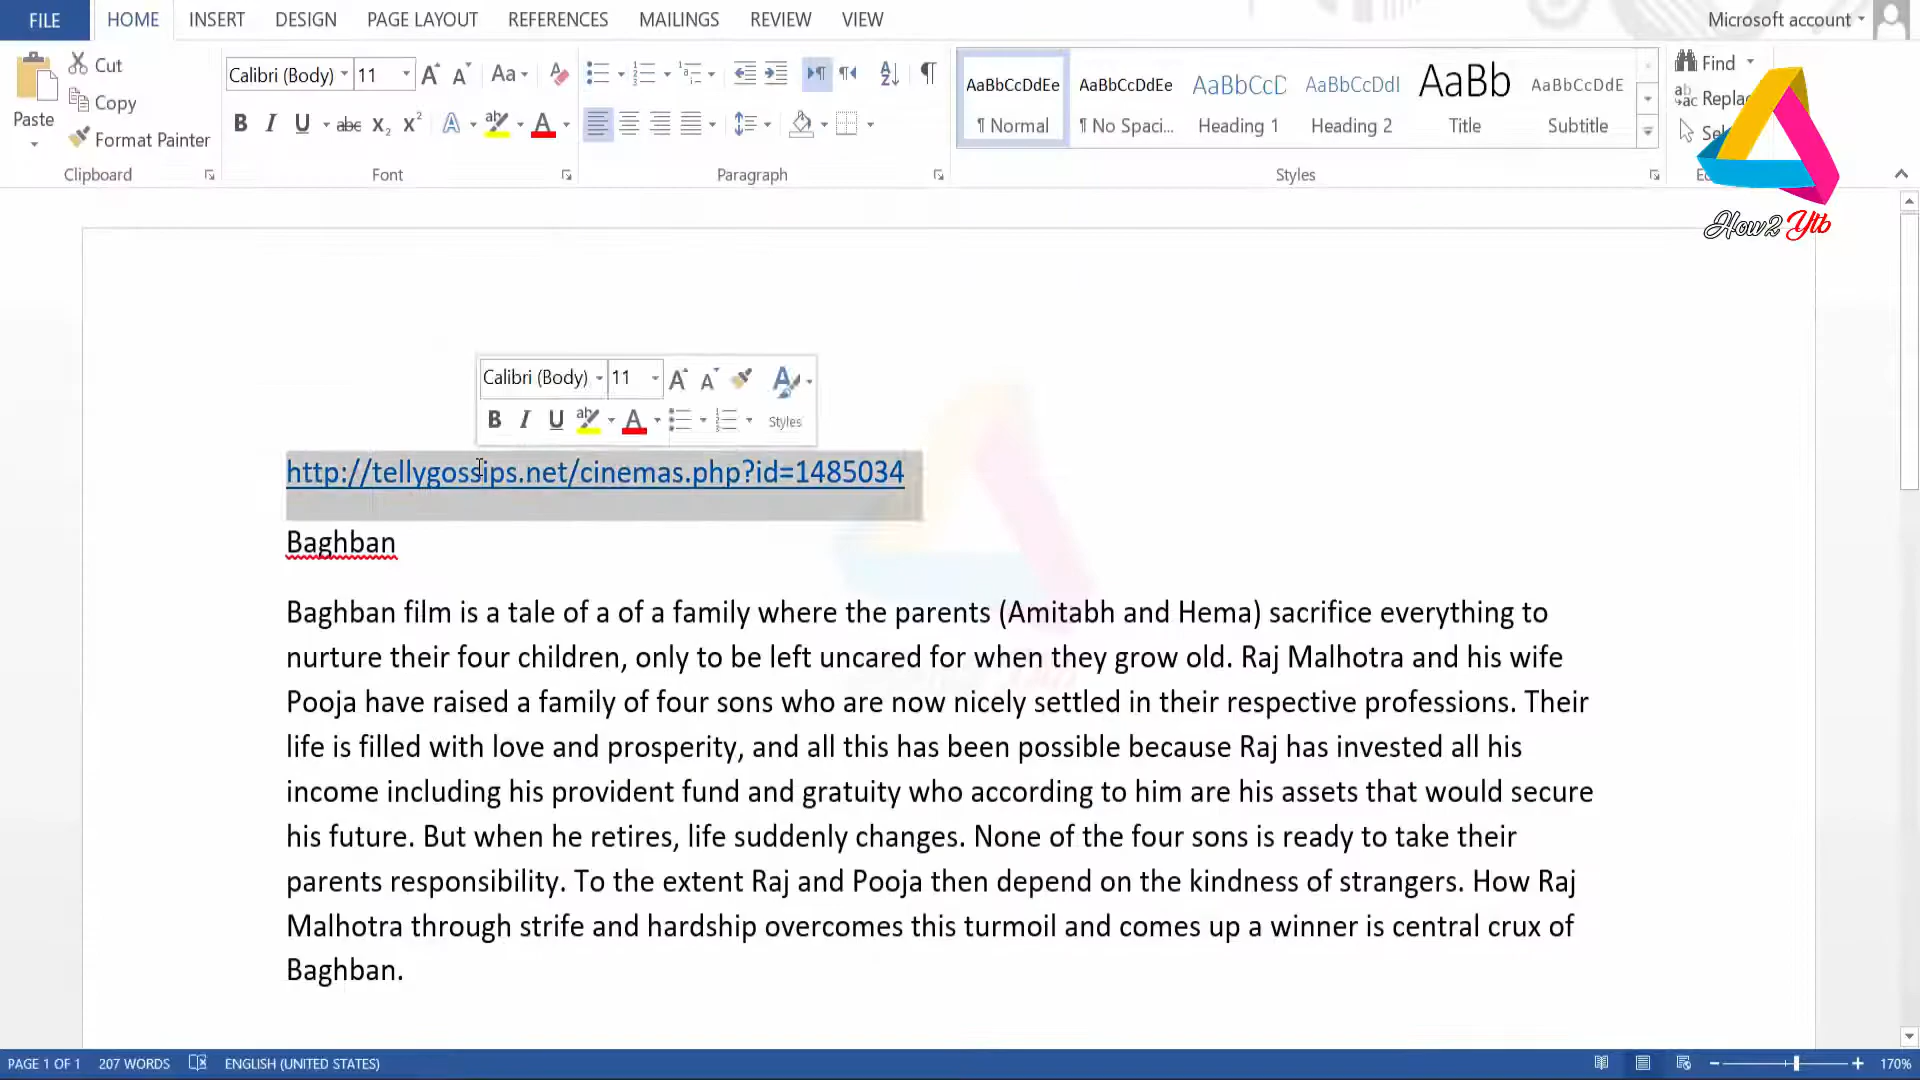 FILE HOME INSERT DESIGN PAGE LAYOUT REFERENCES MAILINGS REVIEW VIEW Microsoft account
Cut
Copy
Format Painter
Paste
Clipboard
Calibri (Body) 11 Aa
B I U abc X₂ X²
Font
Paragraph
AaBbCcDdEe AaBbCcDdEe AaBbCcD AaBbCcDdI AaBb AaBbCcDdE
¶ Normal ¶ No Spaci... Heading 1 Heading 2 Title Subtitle
Styles
Find
How2 Ytb
Calibri (Body) 11
B I U Styles
http://tellygossips.net/cinemas.php?id=1485034
Baghban
Baghban film is a tale of a of a family where the parents (Amitabh and Hema) sacrifice everything to
nurture their four children, only to be left uncared for when they grow old. Raj Malhotra and his wife
Pooja have raised a family of four sons who are now nicely settled in their respective professions. Their
life is filled with love and prosperity, and all this has been possible because Raj has invested all his
income including his provident fund and gratuity who according to him are his assets that would secure
his future. But when he retires, life suddenly changes. None of the four sons is ready to take their
parents responsibility. To the extent Raj and Pooja then depend on the kindness of strangers. How Raj
Malhotra through strife and hardship overcomes this turmoil and comes up a winner is central crux of
Baghban.
PAGE 1 OF 1 207 WORDS ENGLISH (UNITED STATES) 170%